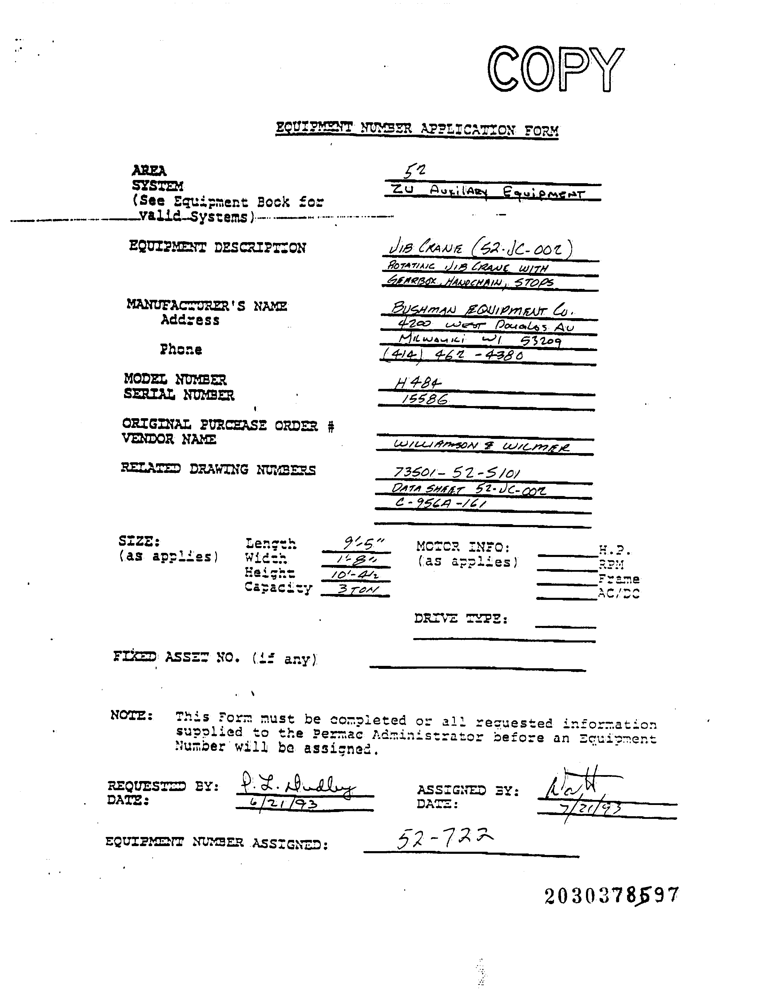 COPY
EQUIPMENT NUMBER APPLICATION FORM
AREA 52
SYSTEM ZU AUXILARY EQUIPMENT
(See Equipment Book for
valid Systems)
EQUIPMENT DESCRIPTION JIB CRANE (52-JC-002)
ROTATING JIB CRANE WITH
GEARBOX, HANDCHAIN, STOPS
MANUFACTURER'S NAME BUSHMAN EQUIPMENT CO.
Address 4200 WEST DOUGLAS AV
WI 53209
Phone (414) 462-4380
MODEL NUMBER H484
SERIAL NUMBER 15586
ORIGINAL PURCHASE ORDER #
VENDOR NAME WILLIAMSON & WILMER
RELATED DRAWING NUMBERS 73501-52-5101
DATA SHEET 52-JC-002
C-956A-161
SIZE: Length 9'-5" MOTOR INFO: H.P.
(as applies) Width 1'-8" (as applies) RPM
Height 10'-4½ Frame
Capacity 3 TON AC/DC
DRIVE TYPE:
FIXED ASSET NO. (if any)
NOTE: This Form must be completed or all requested information
supplied to the Permac Administrator before an Equipment
Number will be assigned.
REQUESTED BY: P. L. Dudley ASSIGNED BY:
DATE: 6/21/93 DATE: 7/21/93
EQUIPMENT NUMBER ASSIGNED: 52-722
2030378597